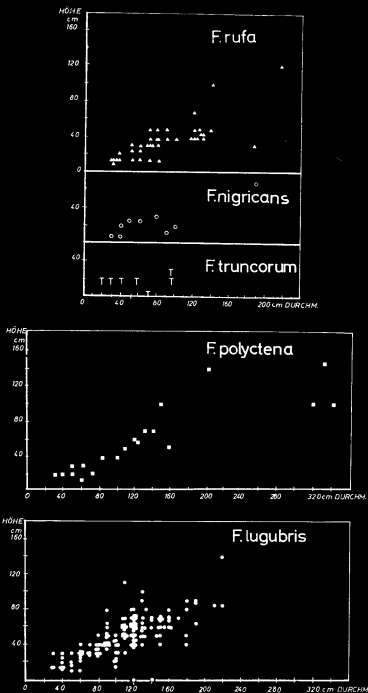 HÖHE
cm
160
F. rufa
120
80
40
0
F. nigricans
40
F. truncorum
40
0 40 80 120 160 200 cm DURCHM.
HÖHE
cm
160
F. polyctena
120
80
40
0 40 80 120 160 200 240 280 320 cm DURCHM.
HÖHE
cm
160
F. lugubris
120
80
40
0 40 80 120 160 200 240 280 320 cm DURCHM.